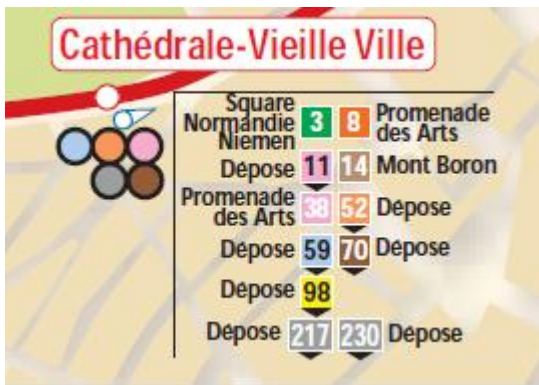 Cathédrale-Vieille Ville
Square
Normandie
Niemen 3 8 Promenade
des Arts
Dépose 11 14 Mont Boron
Promenade
des Arts 38 52 Dépose
Dépose 59 70 Dépose
Dépose 98
Dépose 217 230 Dépose